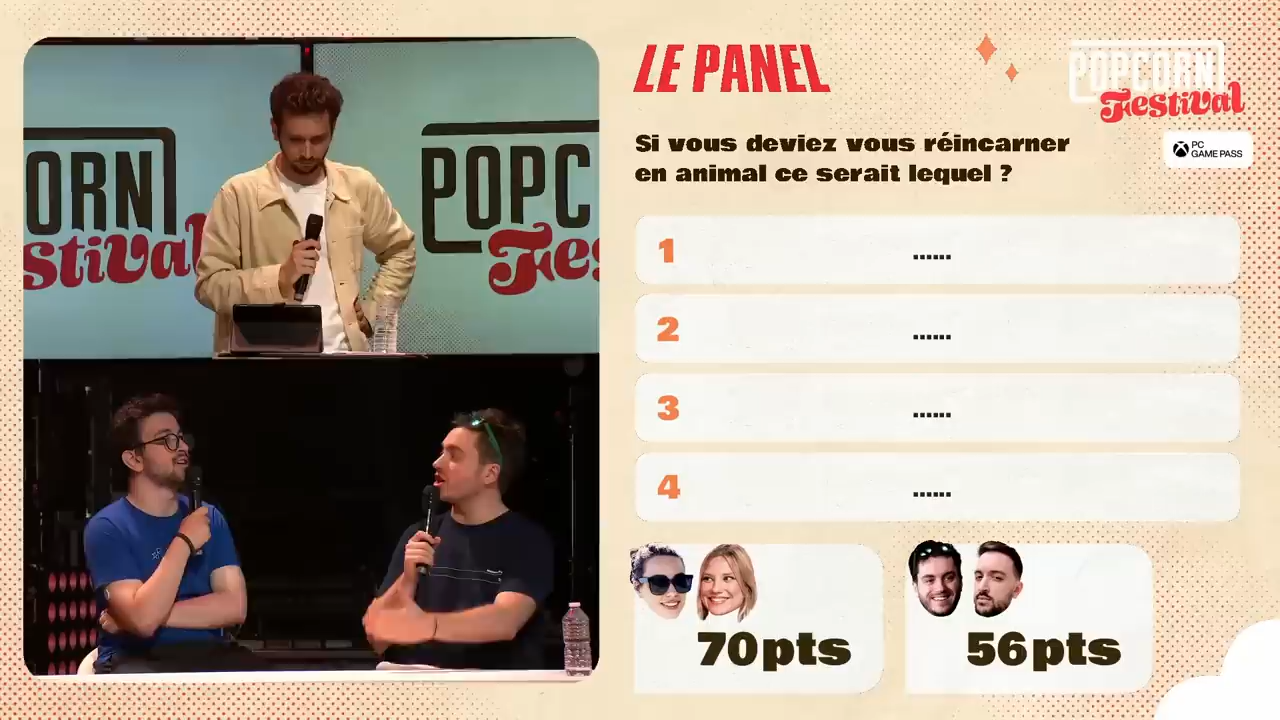 ORN
stival
POPC
Fes
LE PANEL
POPCORN
Festival
PC
GAME PASS
Si vous deviez vous réincarner
en animal ce serait lequel ?
1 ......
2 ......
3 ......
4 ......
70pts
56pts